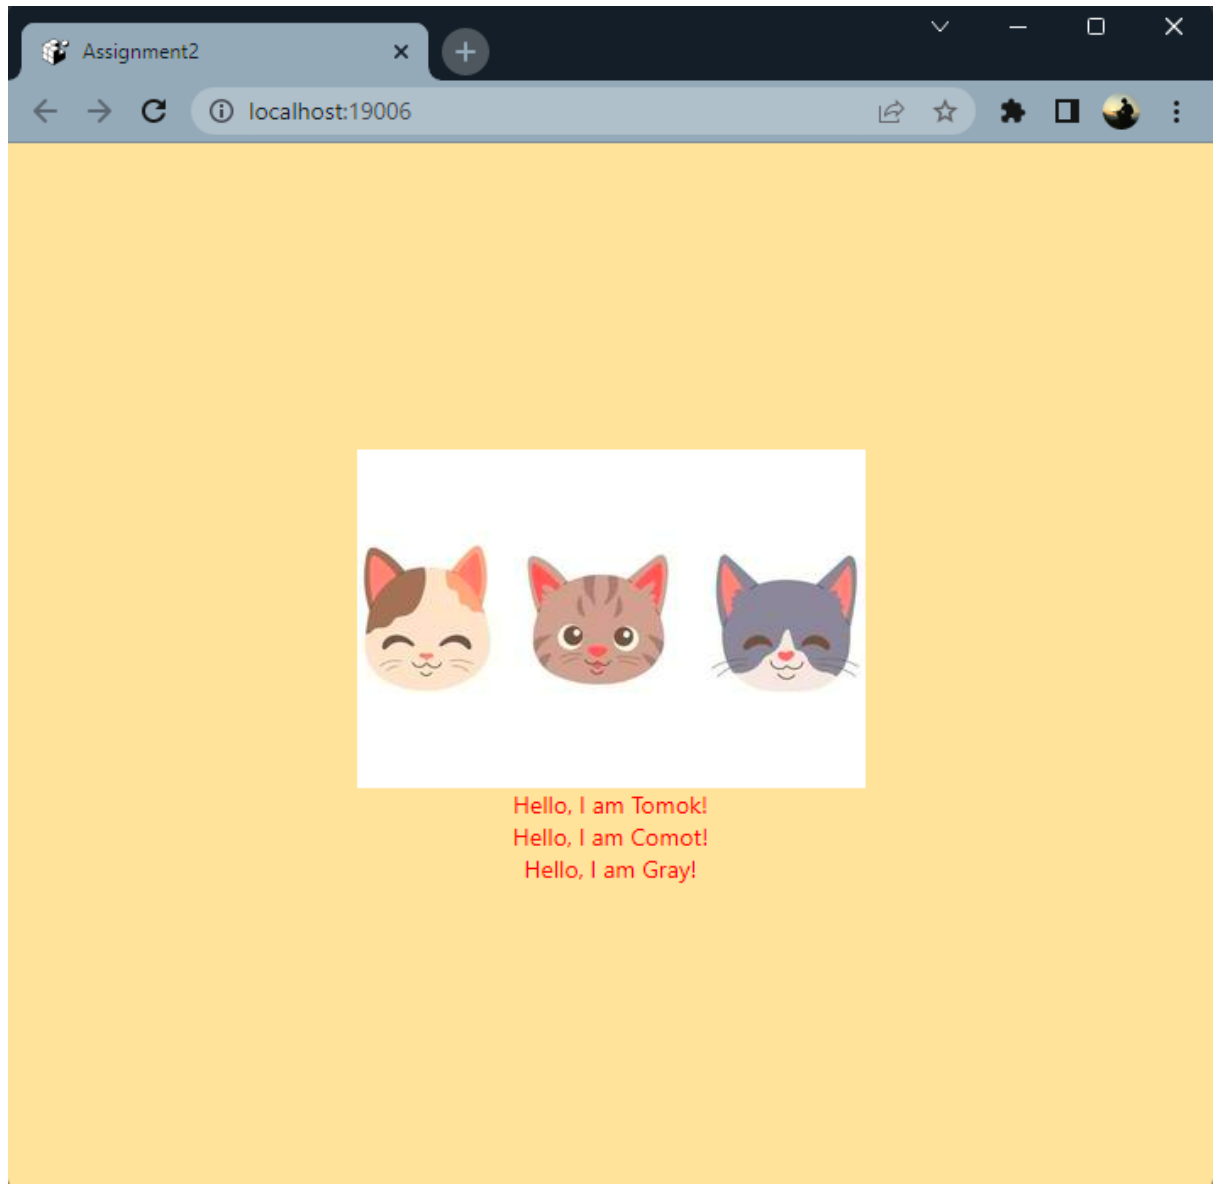 Assignment2
localhost:19006
Hello, I am Tomok!
Hello, I am Comot!
Hello, I am Gray!